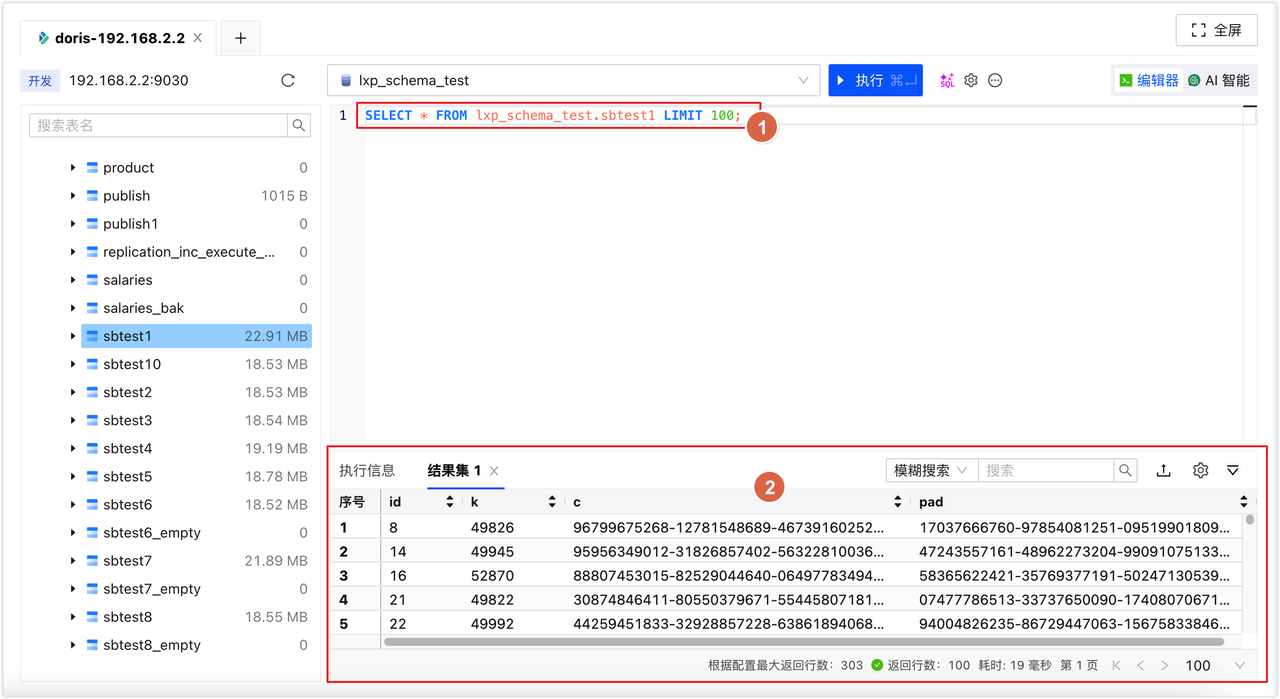 doris-192.168.2.2
全屏
开发 192.168.2.2:9030
lxp_schema_test
执行 ⌘↵
SQL
编辑器 AI 智能
搜索表名
product 0
publish 1015 B
publish1 0
replication_inc_execute_... 0
salaries 0
salaries_bak 0
sbtest1 22.91 MB
sbtest10 18.53 MB
sbtest2 18.53 MB
sbtest3 18.54 MB
sbtest4 19.19 MB
sbtest5 18.78 MB
sbtest6 18.52 MB
sbtest6_empty 0
sbtest7 21.89 MB
sbtest7_empty 0
sbtest8 18.55 MB
sbtest8_empty 0
1 SELECT * FROM lxp_schema_test.sbtest1 LIMIT 100;
1
执行信息 结果集 1
2
模糊搜索 搜索
序号 id k c pad
1 8 49826 96799675268-12781548689-46739160252... 17037666760-97354081251-09519901809...
2 14 49945 95956349012-31826857402-56322810036... 47243557161-48962273204-99091075133...
3 16 52870 88807453015-82529044640-06497783494... 58365622421-35769377191-50247130539...
4 21 49822 30874846411-80550379671-55445807181... 07477786513-33737650090-17408070671...
5 22 49992 44259451833-32928857228-63861894068... 94004826235-86729447063-15675833846...
根据配置最大返回行数: 303 返回行数: 100 耗时: 19 毫秒 第 1 页 100